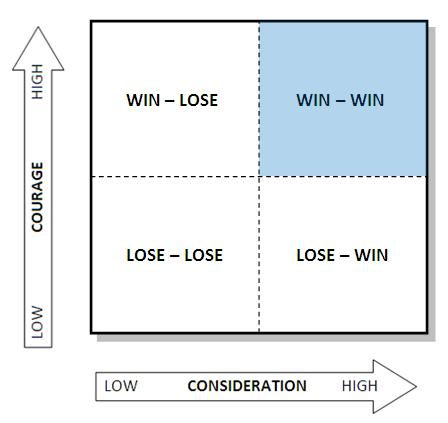 HIGH
COURAGE
LOW
WIN – LOSE
WIN – WIN
LOSE – LOSE
LOSE – WIN
LOW CONSIDERATION HIGH